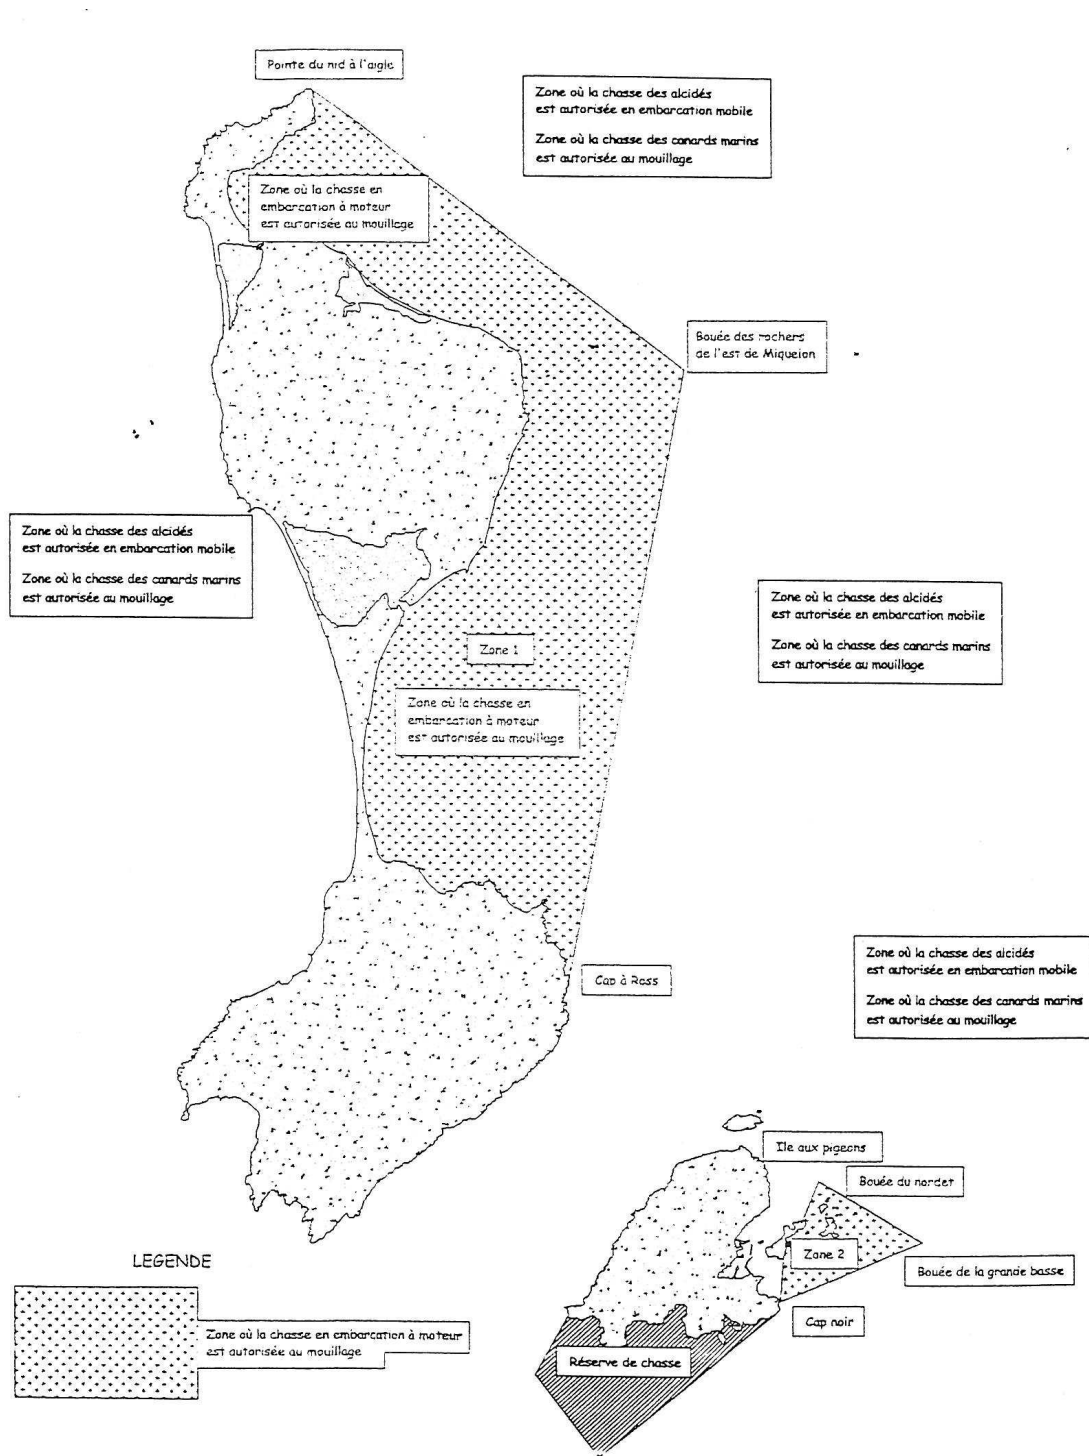 Pointe du nid à l'aigle
Zone où la chasse des alcidés
est autorisée en embarcation mobile
Zone où la chasse des canards marins
est autorisée au mouillage
Zone où la chasse en
embarcation à moteur
est autorisée au mouillage
Bouée des rochers
de l'est de Miquelon
Zone où la chasse des alcidés
est autorisée en embarcation mobile
Zone où la chasse des canards marins
est autorisée au mouillage
Zone où la chasse des alcidés
est autorisée en embarcation mobile
Zone où la chasse des canards marins
est autorisée au mouillage
Zone 1
Zone où la chasse en
embarcation à moteur
est autorisée au mouillage
Zone où la chasse des alcidés
est autorisée en embarcation mobile
Zone où la chasse des canards marins
est autorisée au mouillage
Cap à Ross
Ile aux pigeons
Bouée du nordet
Zone 2
Bouée de la grande basse
Cap noir
Réserve de chasse
LEGENDE
Zone où la chasse en embarcation à moteur
est autorisée au mouillage